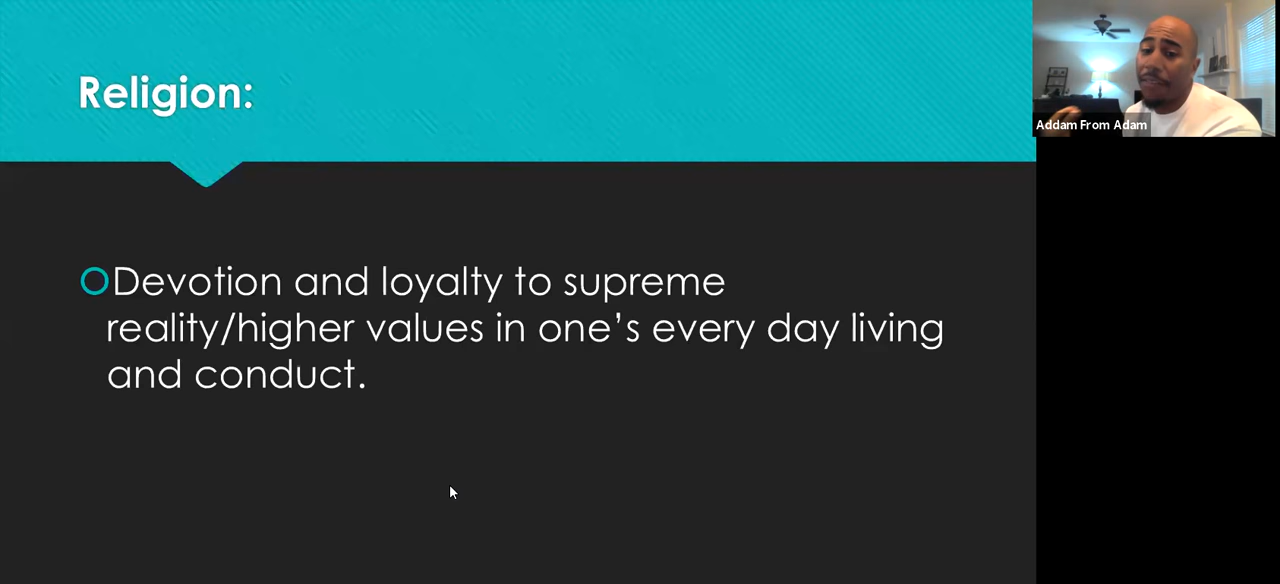 Religion:
Devotion and loyalty to supreme
reality/higher values in one’s every day living
and conduct.
Addam From Adam